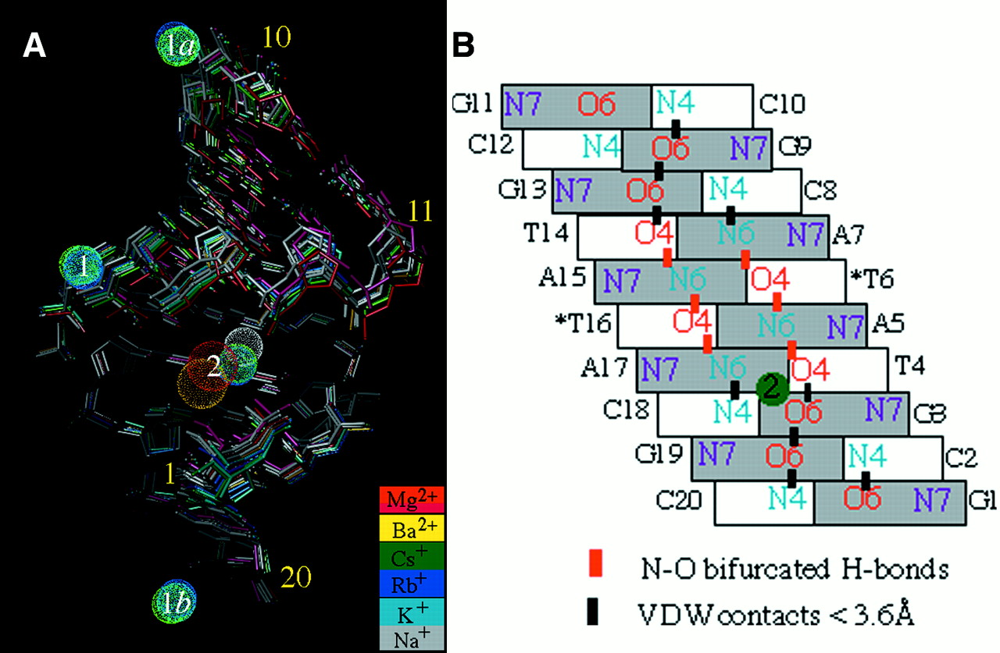 A
1a
10
11
1
2
1
20
1b
Mg2+
Ba2+
Cs+
Rb+
K+
Na+
B
G11 N7 O6 N4 C10
C12 N4 O6 N7 G9
G13 N7 O6 N4 C8
T14 O4 N6 N7 A7
A15 N7 N6 O4 *T6
*T16 O4 N6 N7 A5
A17 N7 N6 O4 T4
2
C18 N4 O6 N7 G3
G19 N7 O6 N4 C2
C20 N4 O6 N7 G1
N-O bifurcated H-bonds
VDW contacts < 3.6Å